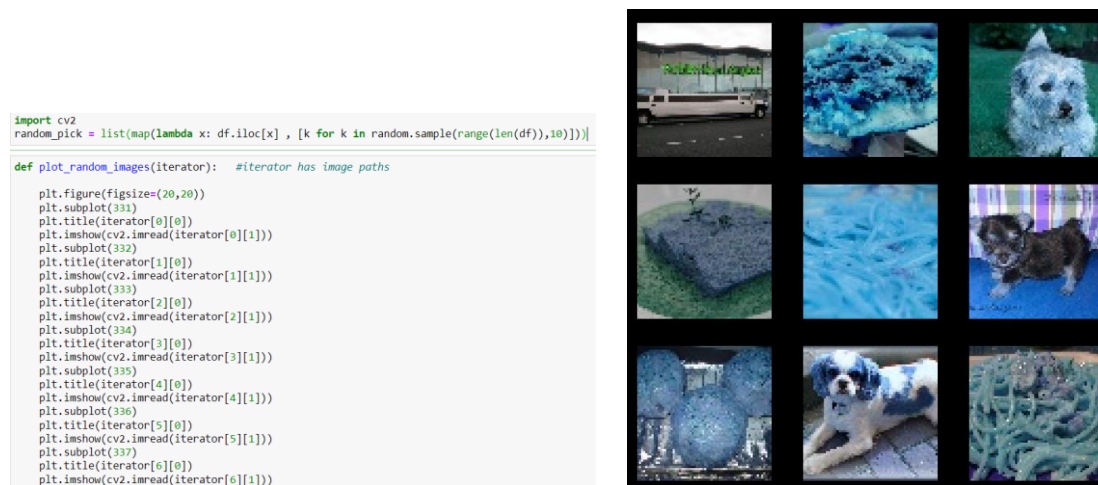 import cv2
random_pick = list(map(lambda x: df.iloc[x] , [k for k in random.sample(range(len(df)),10)]))
def plot_random_images(iterator):   #iterator has image paths
plt.figure(figsize=(20,20))
plt.subplot(331)
plt.title(iterator[0][0])
plt.imshow(cv2.imread(iterator[0][1]))
plt.subplot(332)
plt.title(iterator[1][0])
plt.imshow(cv2.imread(iterator[1][1]))
plt.subplot(333)
plt.title(iterator[2][0])
plt.imshow(cv2.imread(iterator[2][1]))
plt.subplot(334)
plt.title(iterator[3][0])
plt.imshow(cv2.imread(iterator[3][1]))
plt.subplot(335)
plt.title(iterator[4][0])
plt.imshow(cv2.imread(iterator[4][1]))
plt.subplot(336)
plt.title(iterator[5][0])
plt.imshow(cv2.imread(iterator[5][1]))
plt.subplot(337)
plt.title(iterator[6][0])
plt.imshow(cv2.imread(iterator[6][1]))